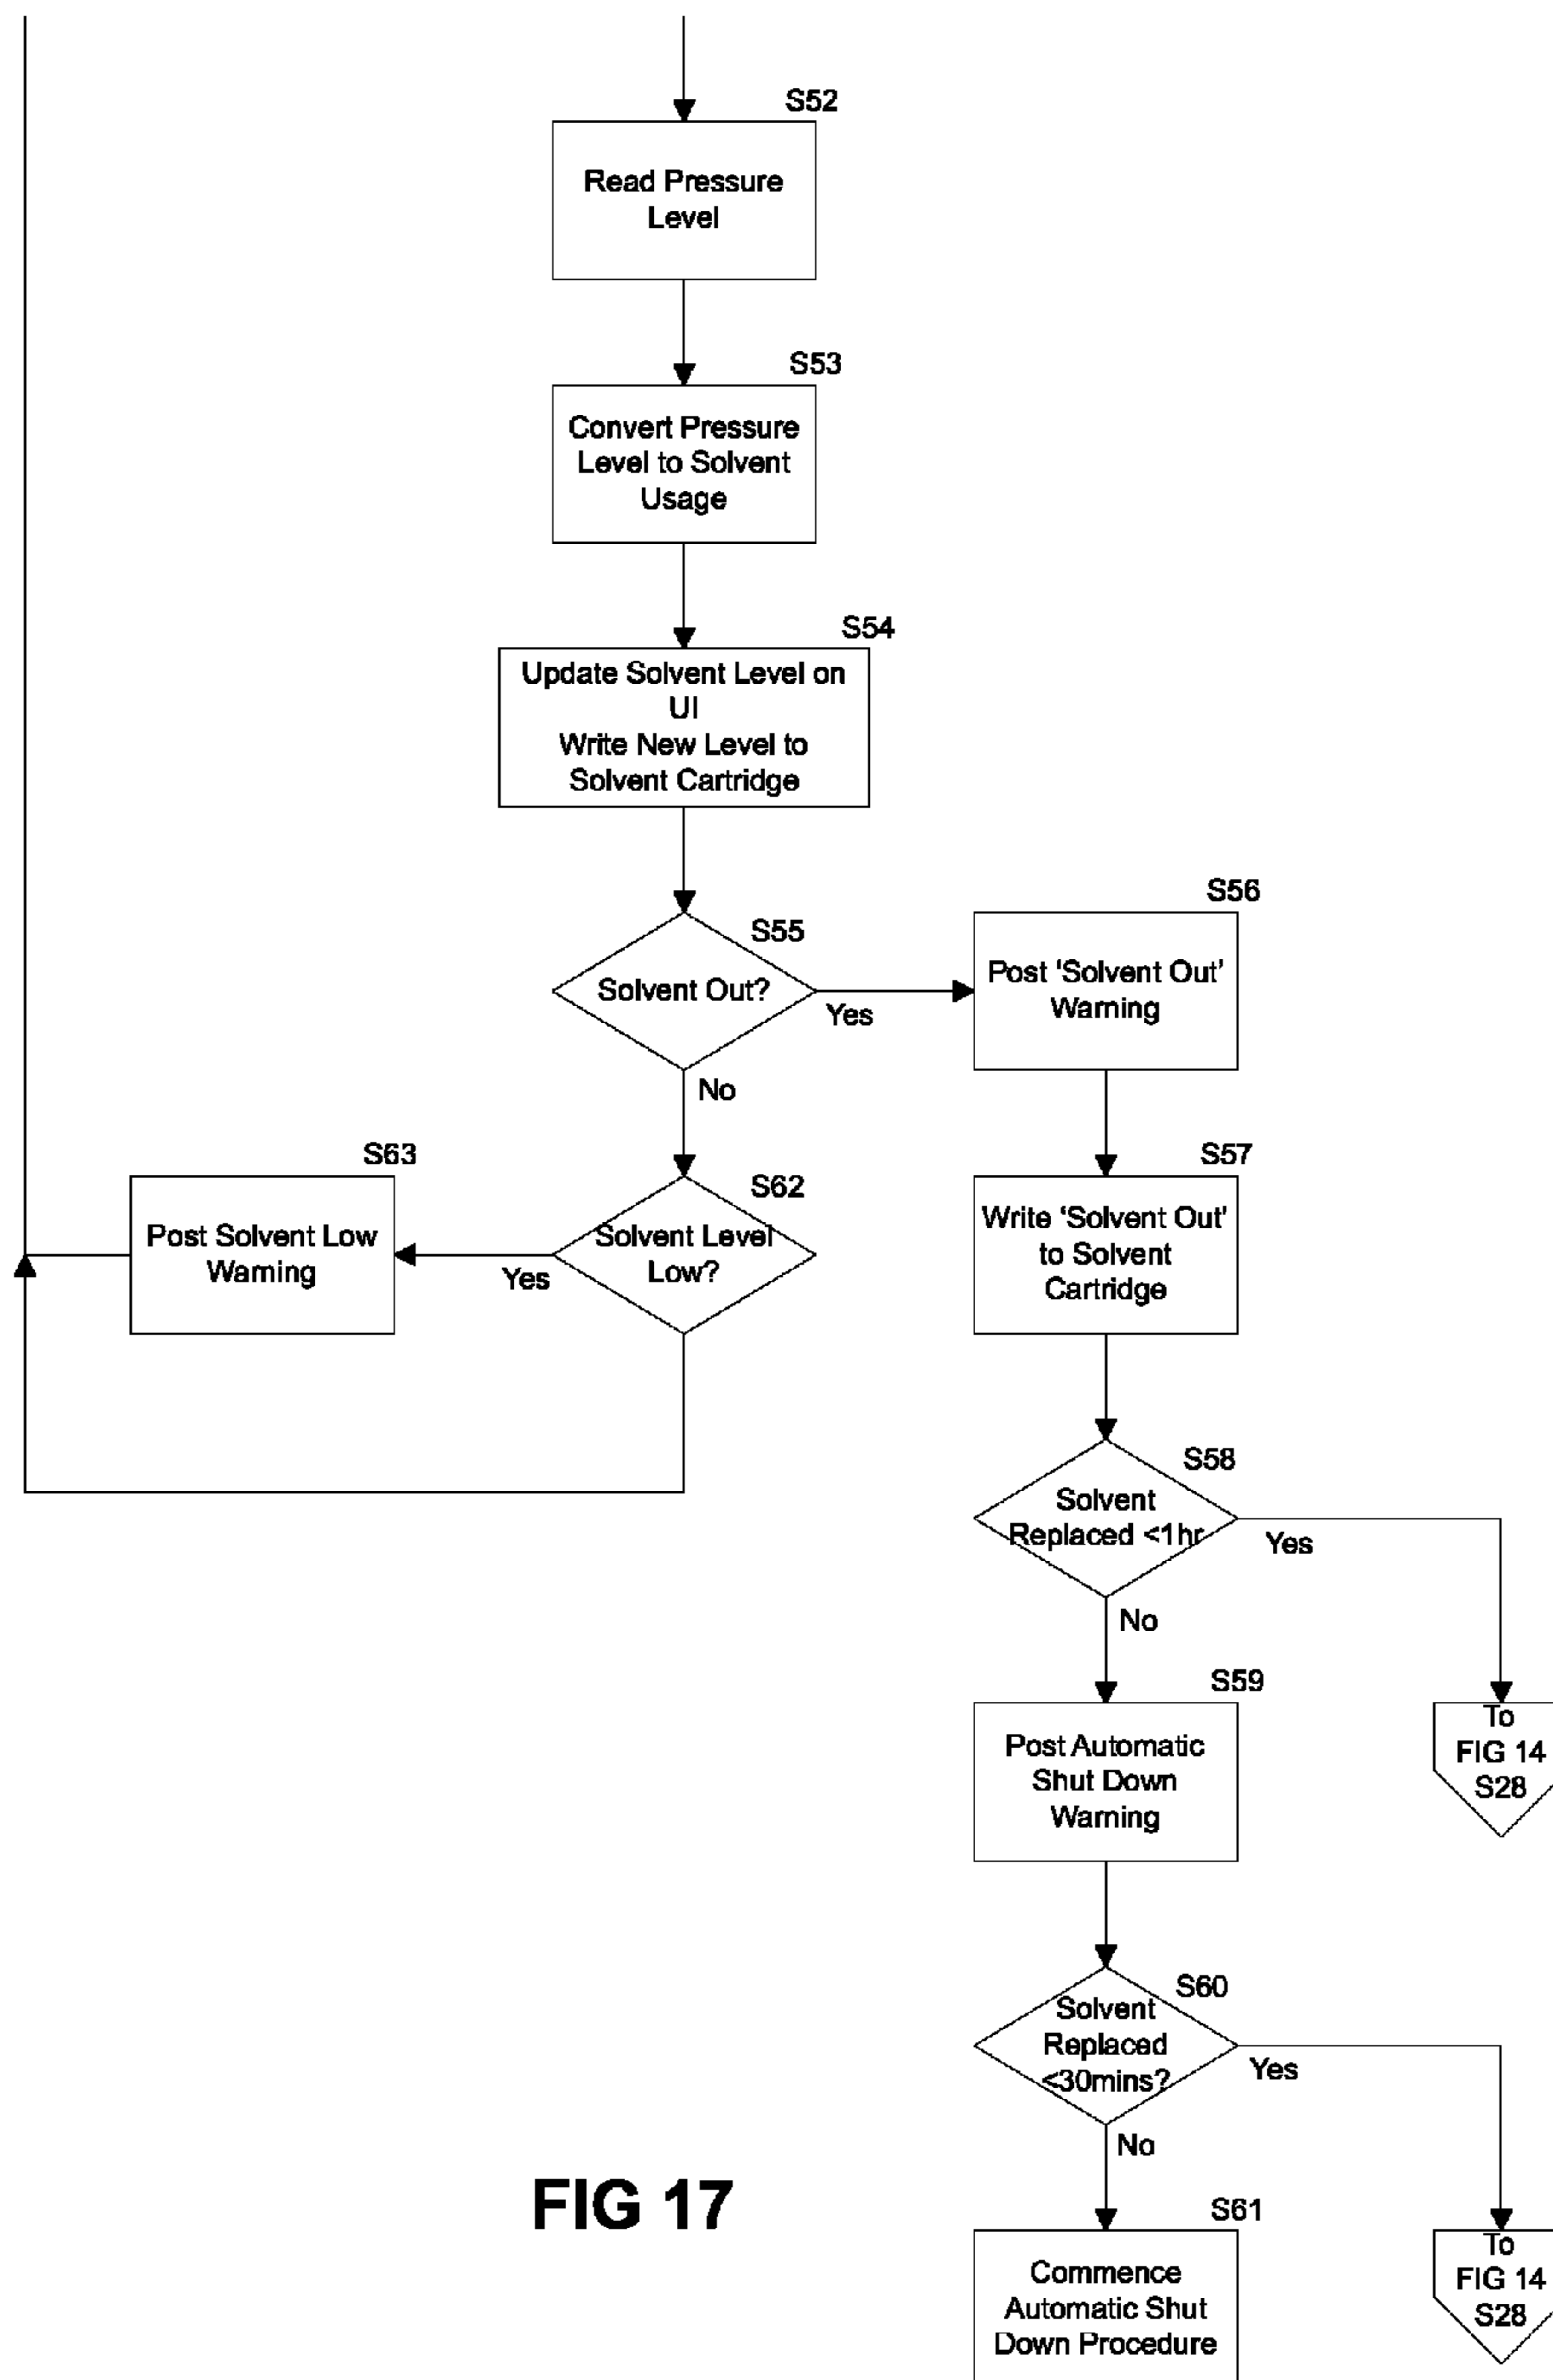 S52
Read Pressure
Level
S53
Convert Pressure
Level to Solvent
Usage
S54
Update Solvent Level on
UI
Write New Level to
Solvent Cartridge
S55
Solvent Out?
Yes
No
S56
Post ‘Solvent Out’
Warning
S63
Post Solvent Low
Warning
S62
Solvent Level
Low?
Yes
S57
Write ‘Solvent Out’
to Solvent
Cartridge
S58
Solvent
Replaced <1hr
Yes
No
S59
Post Automatic
Shut Down
Warning
To
FIG 14
S28
S60
Solvent
Replaced
<30mins?
Yes
No
FIG 17
S61
Commence
Automatic Shut
Down Procedure
To
FIG 14
S28